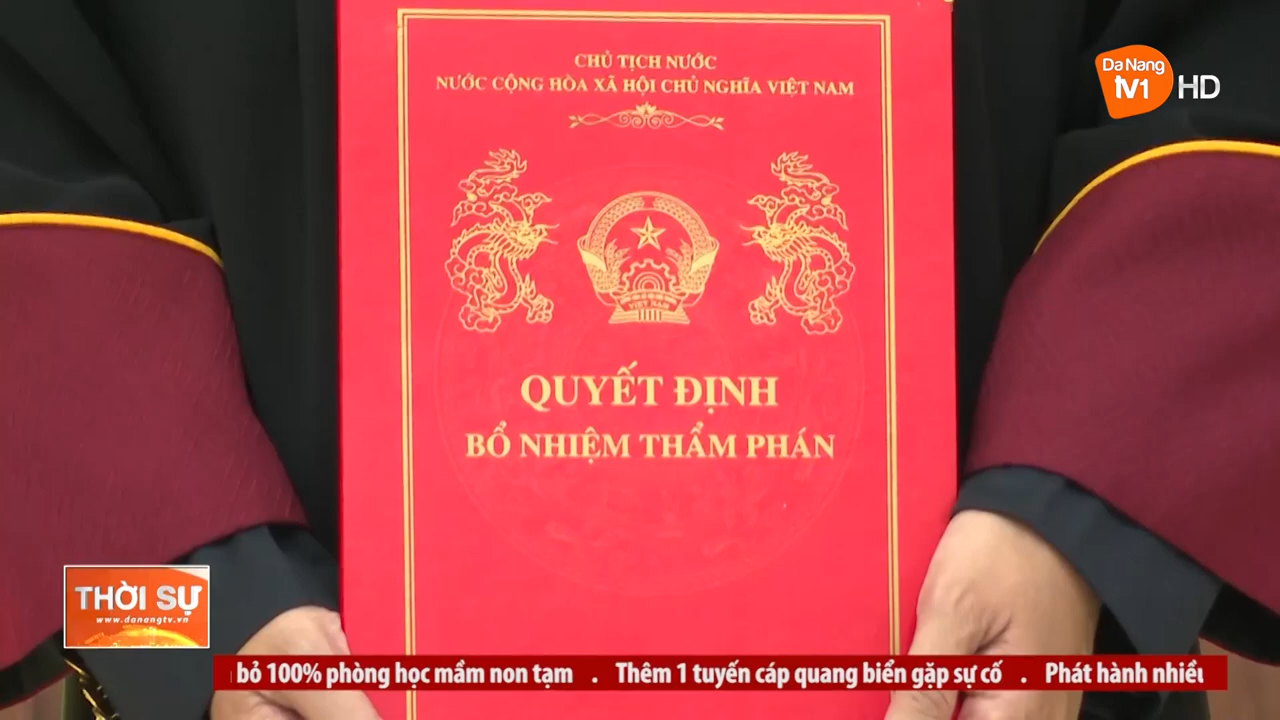 CHỦ TỊCH NƯỚC
NƯỚC CỘNG HÒA XÃ HỘI CHỦ NGHĨA VIỆT NAM
Da Nang
TV1 HD
VIỆT NAM
QUYẾT ĐỊNH
BỔ NHIỆM THẨM PHÁN
THỜI SỰ
www.danangtv.vn
bỏ 100% phòng học mầm non tạm . Thêm 1 tuyến cáp quang biển gặp sự cố . Phát hành nhiều